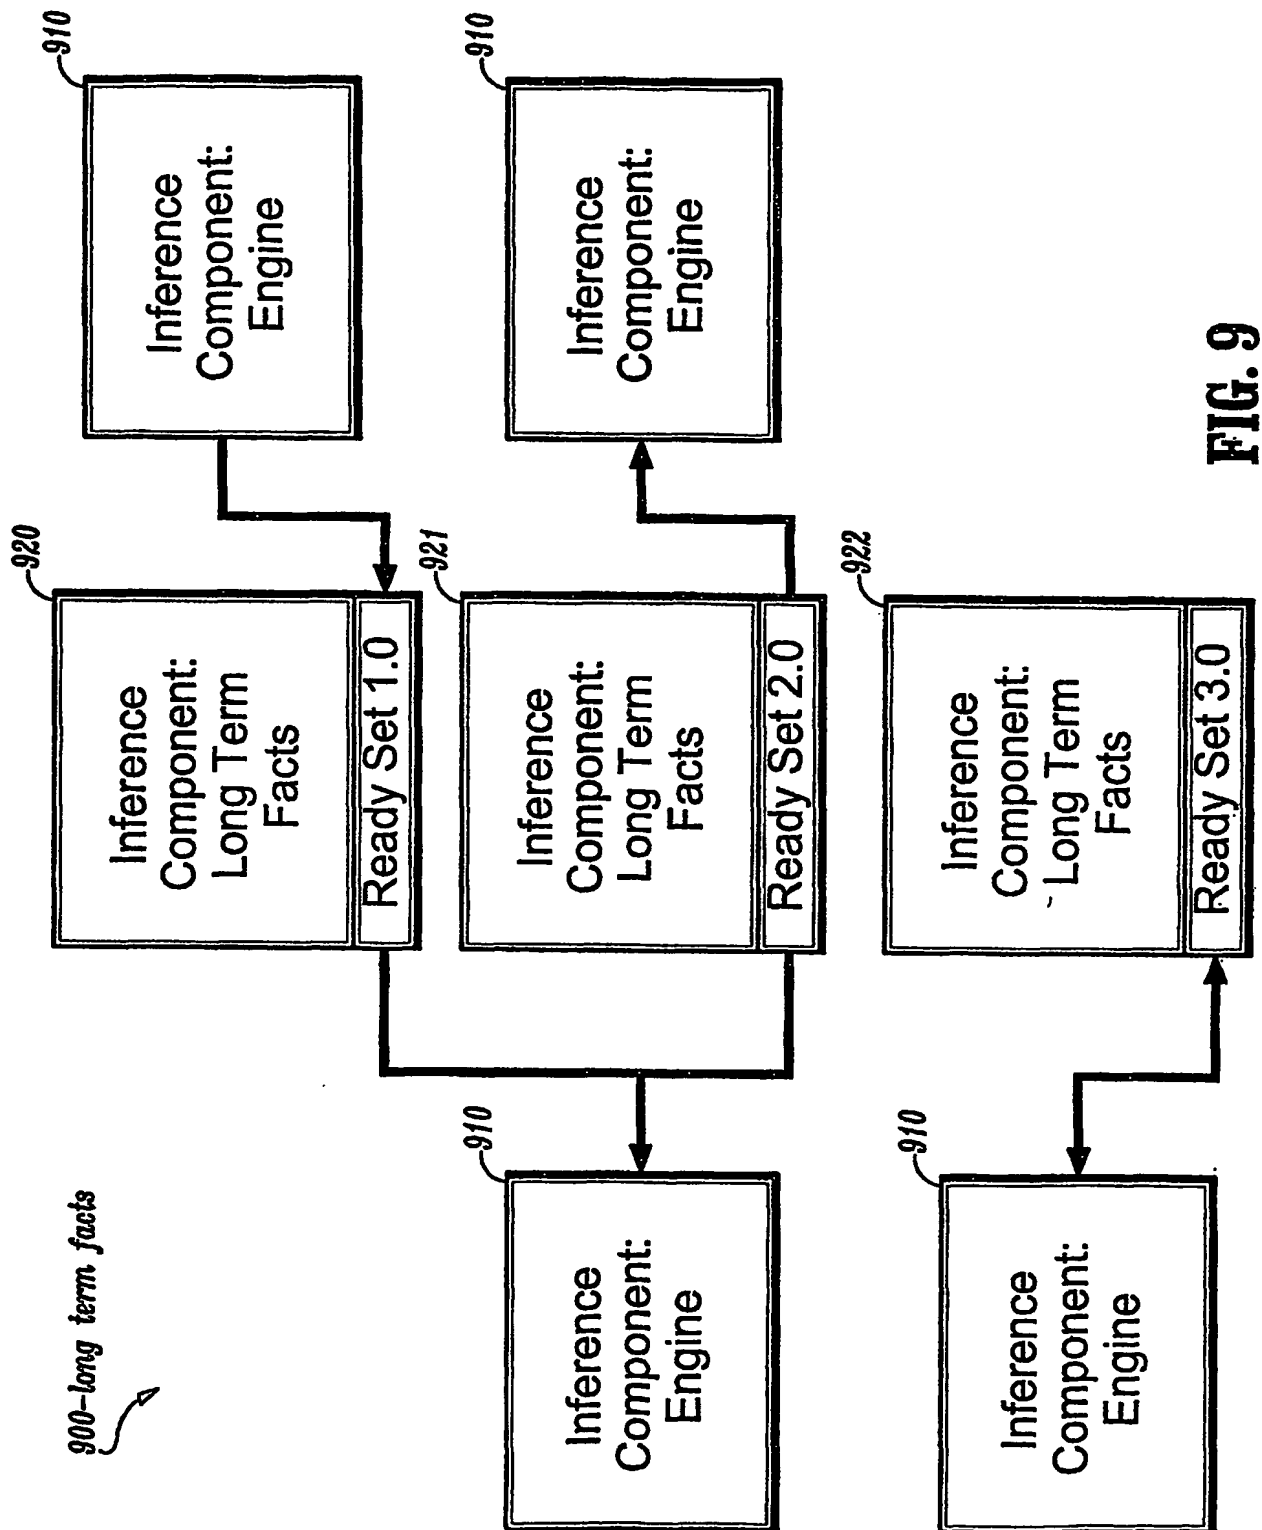 900-long term facts
910
Inference
Component:
Engine
920
Inference
Component:
Long Term
Facts
Ready Set 1.0
910
Inference
Component:
Engine
921
Inference
Component:
Long Term
Facts
Ready Set 2.0
910
Inference
Component:
Engine
910
Inference
Component:
Engine
922
Inference
Component:
Long Term
Facts
Ready Set 3.0
FIG. 9